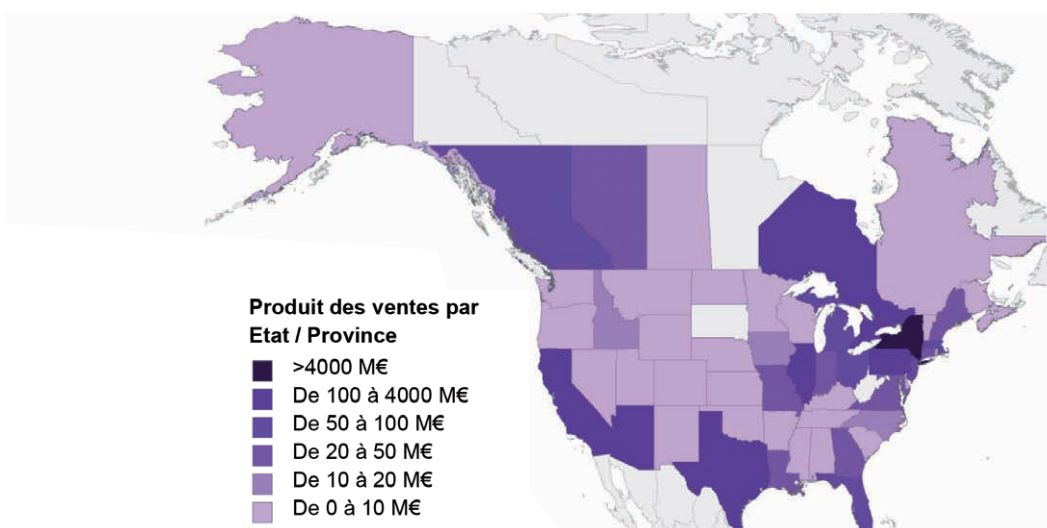 Produit des ventes par
Etat / Province
>4000 M€
De 100 à 4000 M€
De 50 à 100 M€
De 20 à 50 M€
De 10 à 20 M€
De 0 à 10 M€